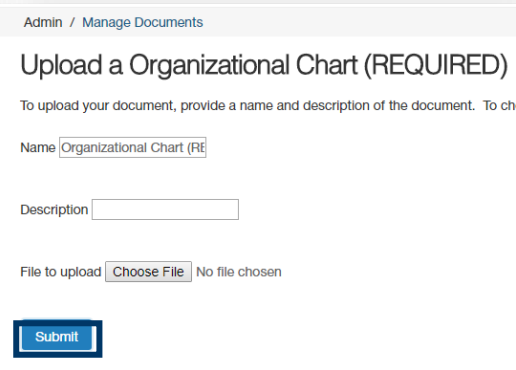 Admin / Manage Documents
Upload a Organizational Chart (REQUIRED)
To upload your document, provide a name and description of the document. To ch
Name Organizational Chart (RE
Description
File to upload Choose File No file chosen
Submit